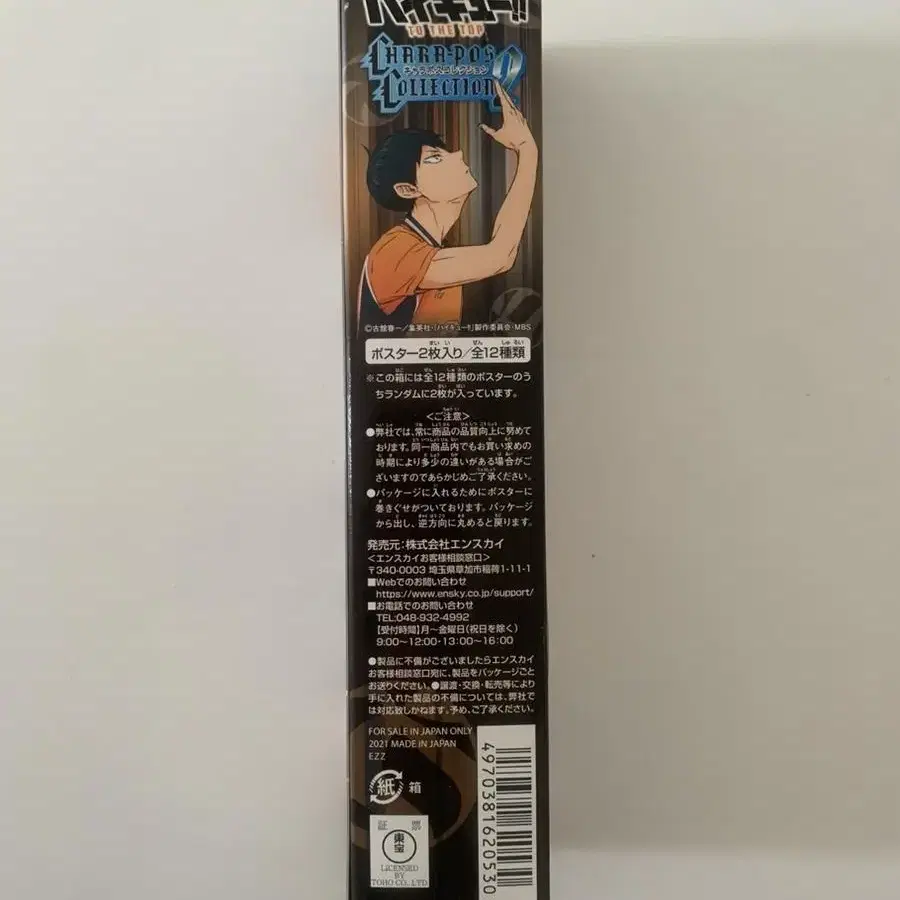 ハイキュー!!
TO THE TOP
CHARA-POS
キャラポスコレクション
COLLECTION 2
©古舘春一/集英社・「ハイキュー!!」製作委員会・MBS
ポスター2枚入り/全12種類
※この箱には全12種類のポスターのう
ちランダムに2枚が入っています。
<ご注意>
●弊社では、常に商品の品質向上に努めて
おります。同一商品内でもお買い求めの
時期により多少の違いがある場合がご
ざいますのであらかじめご了承ください。
●パッケージに入れるためにポスターに
巻きぐせがついております。パッケージ
から出し、逆方向に丸めると戻ります。
発売元:株式会社エンスカイ
<エンスカイお客様相談窓口>
〒340-0003 埼玉県草加市稲荷1-11-1
■Webでのお問い合わせ
https://www.ensky.co.jp/support/
■お電話でのお問い合わせ
TEL:048-932-4992
【受付時間】月~金曜日(祝日を除く)
9:00~12:00・13:00~16:00
●製品に不備がございましたらエンスカイ
お客様相談窓口宛に、製品をパッケージごと
お送りください。●譲渡・交換・転売等により
手に入れた製品の不備については、弊社で
は対応致しかねます。予め、ご了承ください。
FOR SALE IN JAPAN ONLY
2021 MADE IN JAPAN
EZZ
紙 箱
証 票
東宝
LICENSED
BY
TOHO CO., LTD.
4970381620530